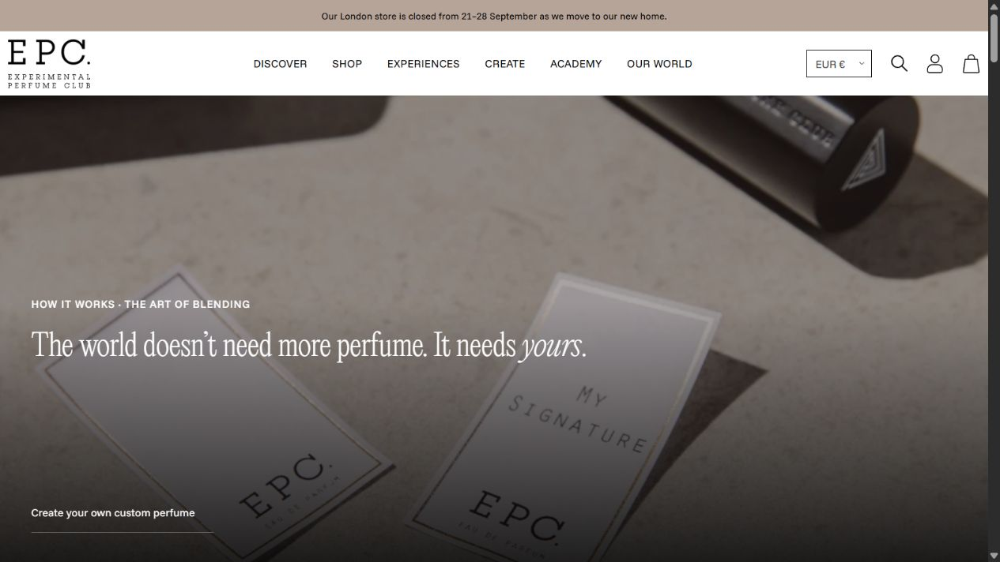 Our London store is closed from 21–28 September as we move to our new home.
EPC.
EXPERIMENTAL
PERFUME CLUB
DISCOVER
SHOP
EXPERIENCES
CREATE
ACADEMY
OUR WORLD
EUR €
THE CLUB
HOW IT WORKS · THE ART OF BLENDING
The world doesn’t need more perfume. It needs yours.
MY
SIGNATURE
EPC.
EAU DE PARFUM
EPC.
EAU DE PARFUM
Create your own custom perfume